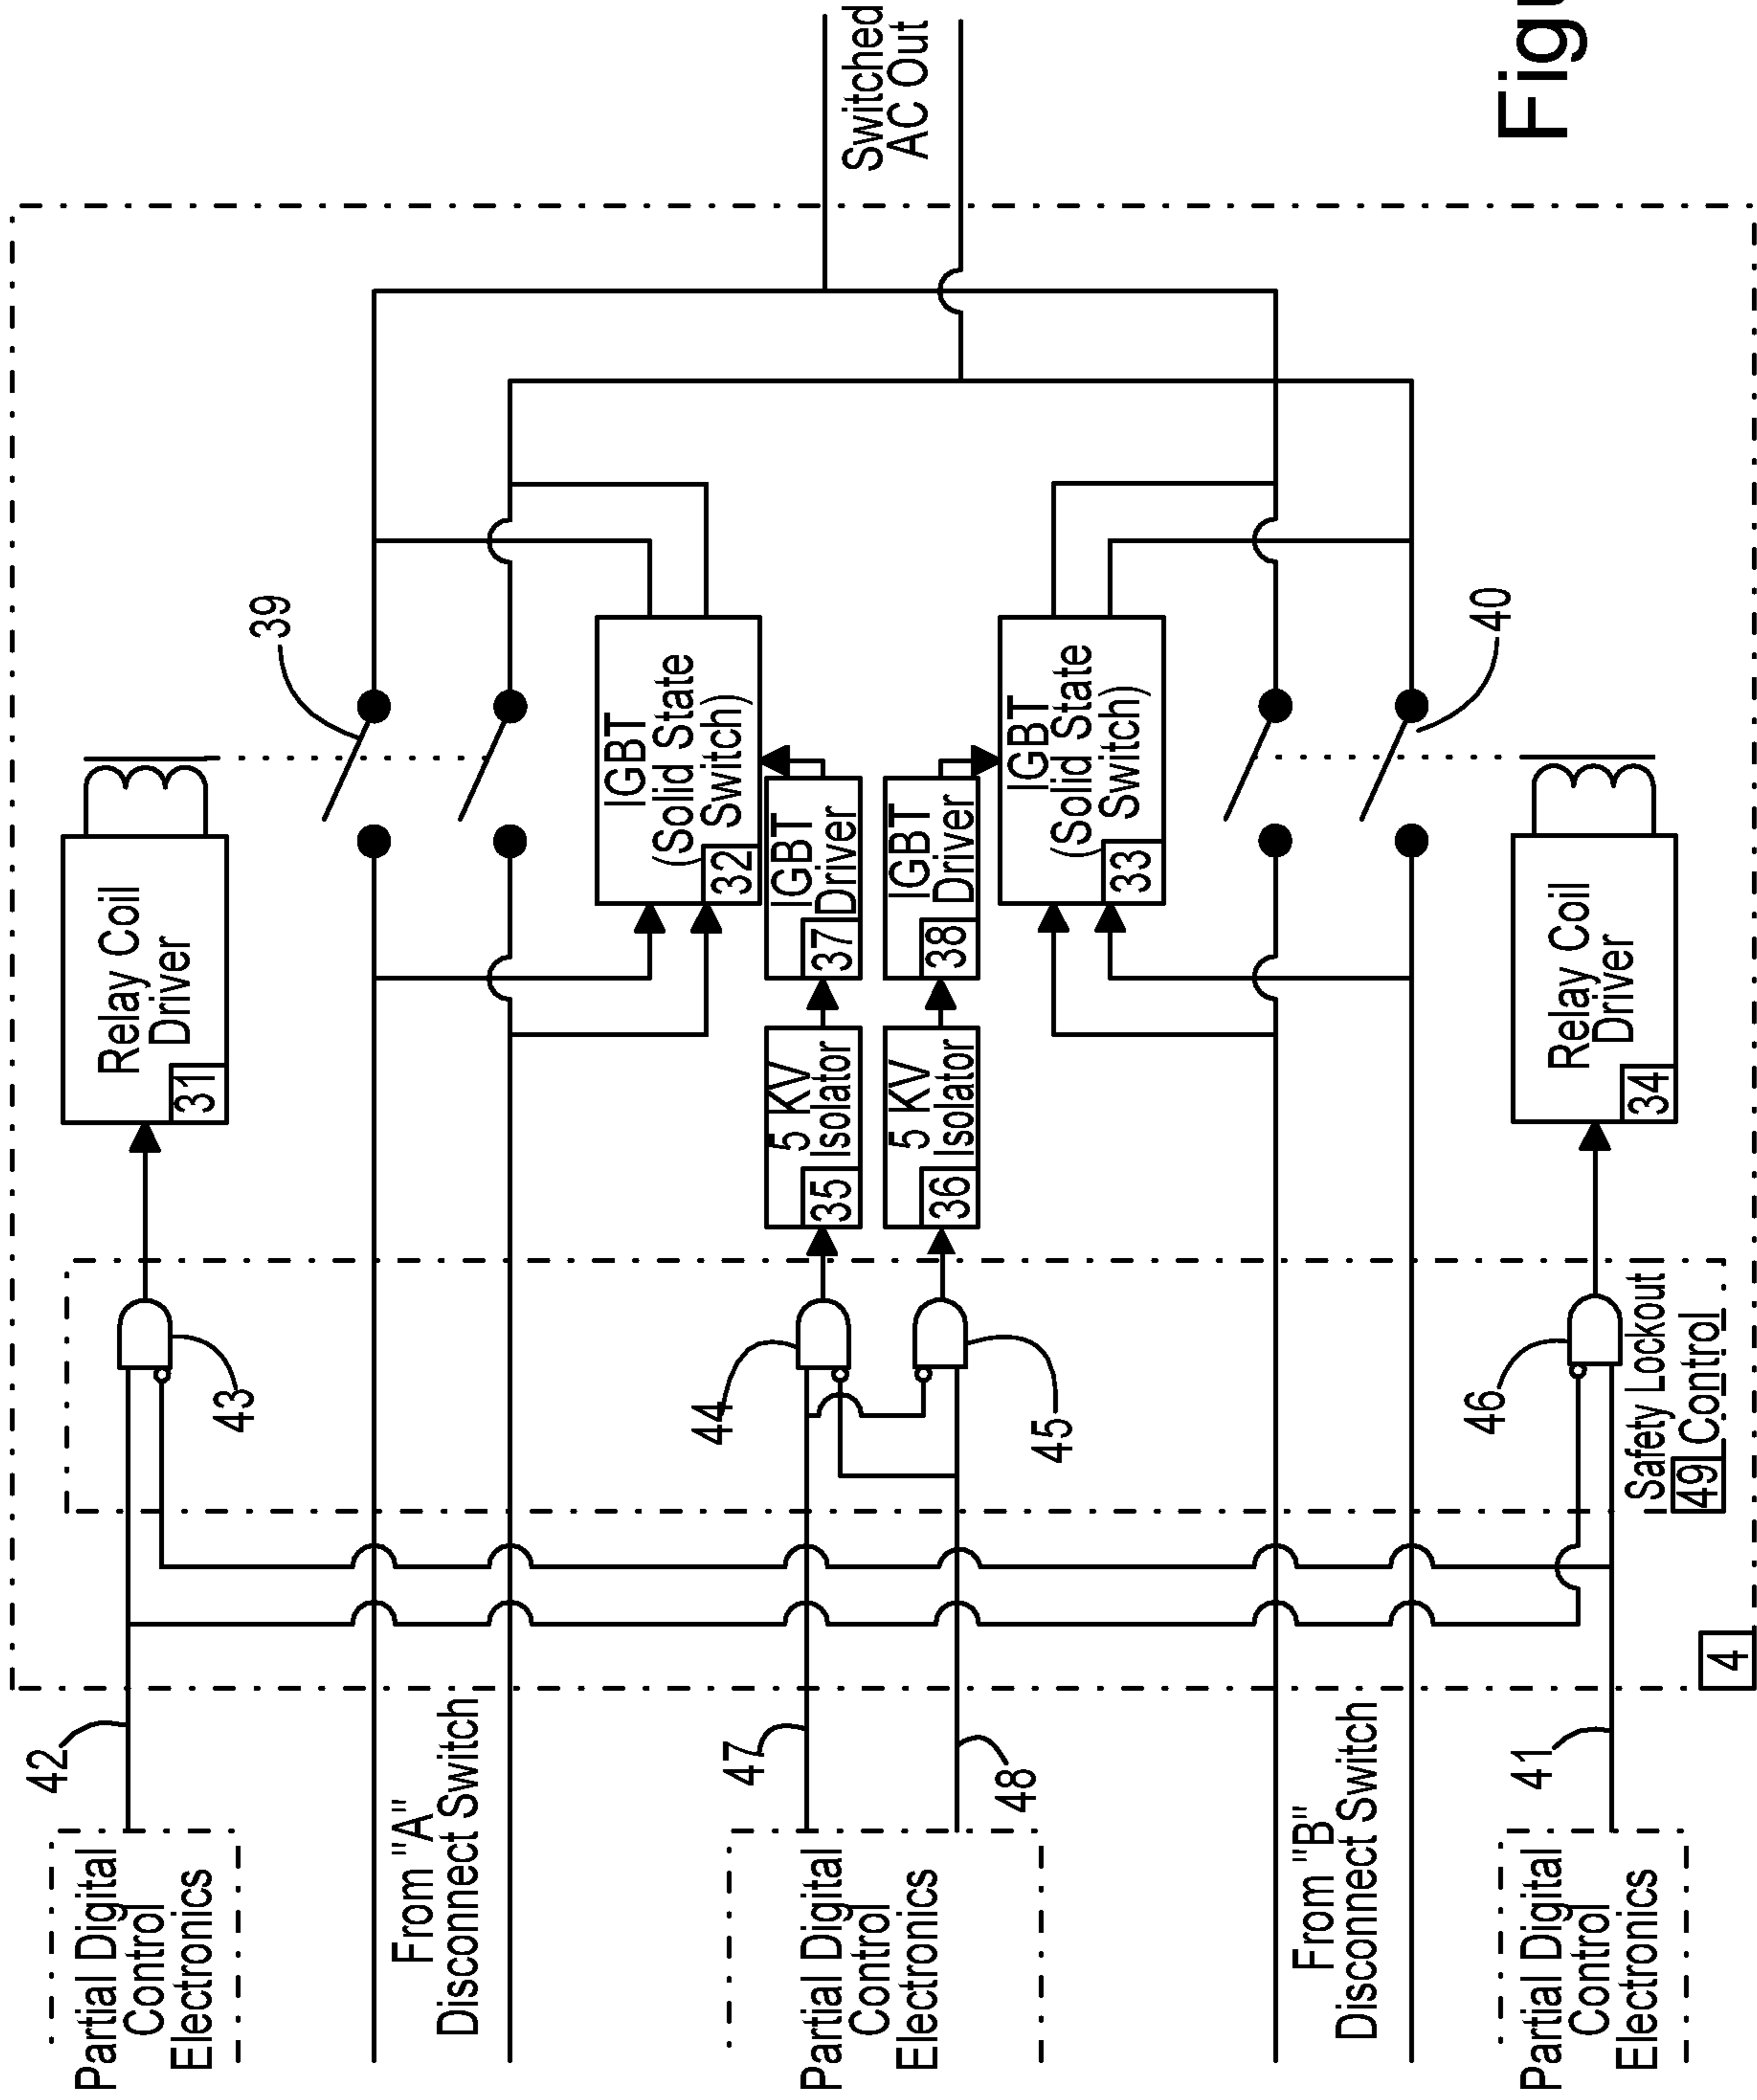 42
Partial Digital
Control
Electronics
43
Relay Coil
Driver
31
39
From "A"
Disconnect Switch
IGBT
(Solid State
Switch)
32
Switched
AC Out
47
Partial Digital
Control
Electronics
48
44
45
5 KV
Isolator
35
IGBT
Driver
37
5 KV
Isolator
36
IGBT
Driver
38
IGBT
(Solid State
Switch)
33
From "B"
Disconnect Switch
40
41
Partial Digital
Control
Electronics
46
Relay Coil
Driver
34
Safety Lockout
49 Control
4